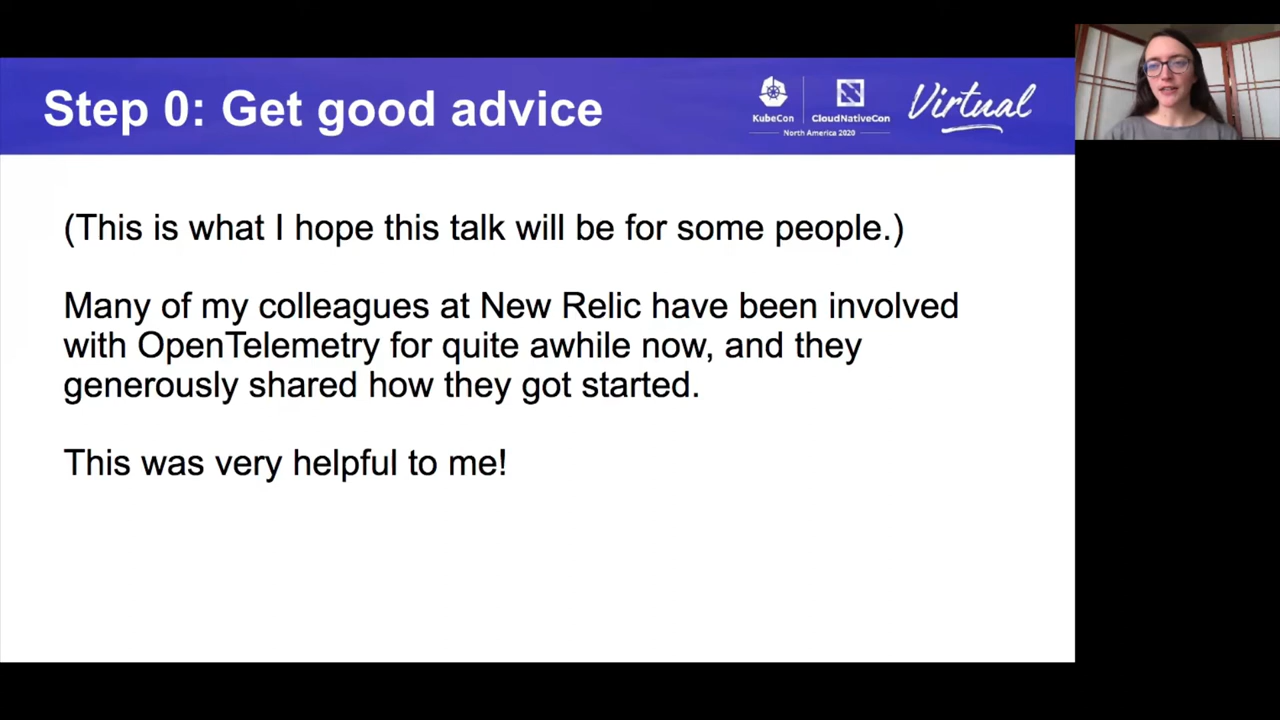 Step 0: Get good advice
KubeCon
CloudNativeCon
North America 2020
Virtual
(This is what I hope this talk will be for some people.)
Many of my colleagues at New Relic have been involved
with OpenTelemetry for quite awhile now, and they
generously shared how they got started.
This was very helpful to me!